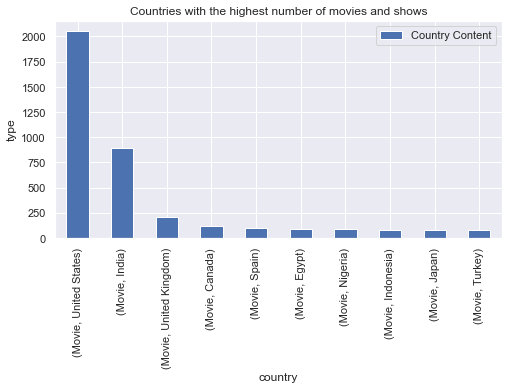 Countries with the highest number of movies and shows
Country Content
2000
1750
1500
1250
1000
750
500
250
0
type
(Movie, United States)
(Movie, India)
(Movie, United Kingdom)
(Movie, Canada)
(Movie, Spain)
(Movie, Egypt)
(Movie, Nigeria)
(Movie, Indonesia)
(Movie, Japan)
(Movie, Turkey)
country